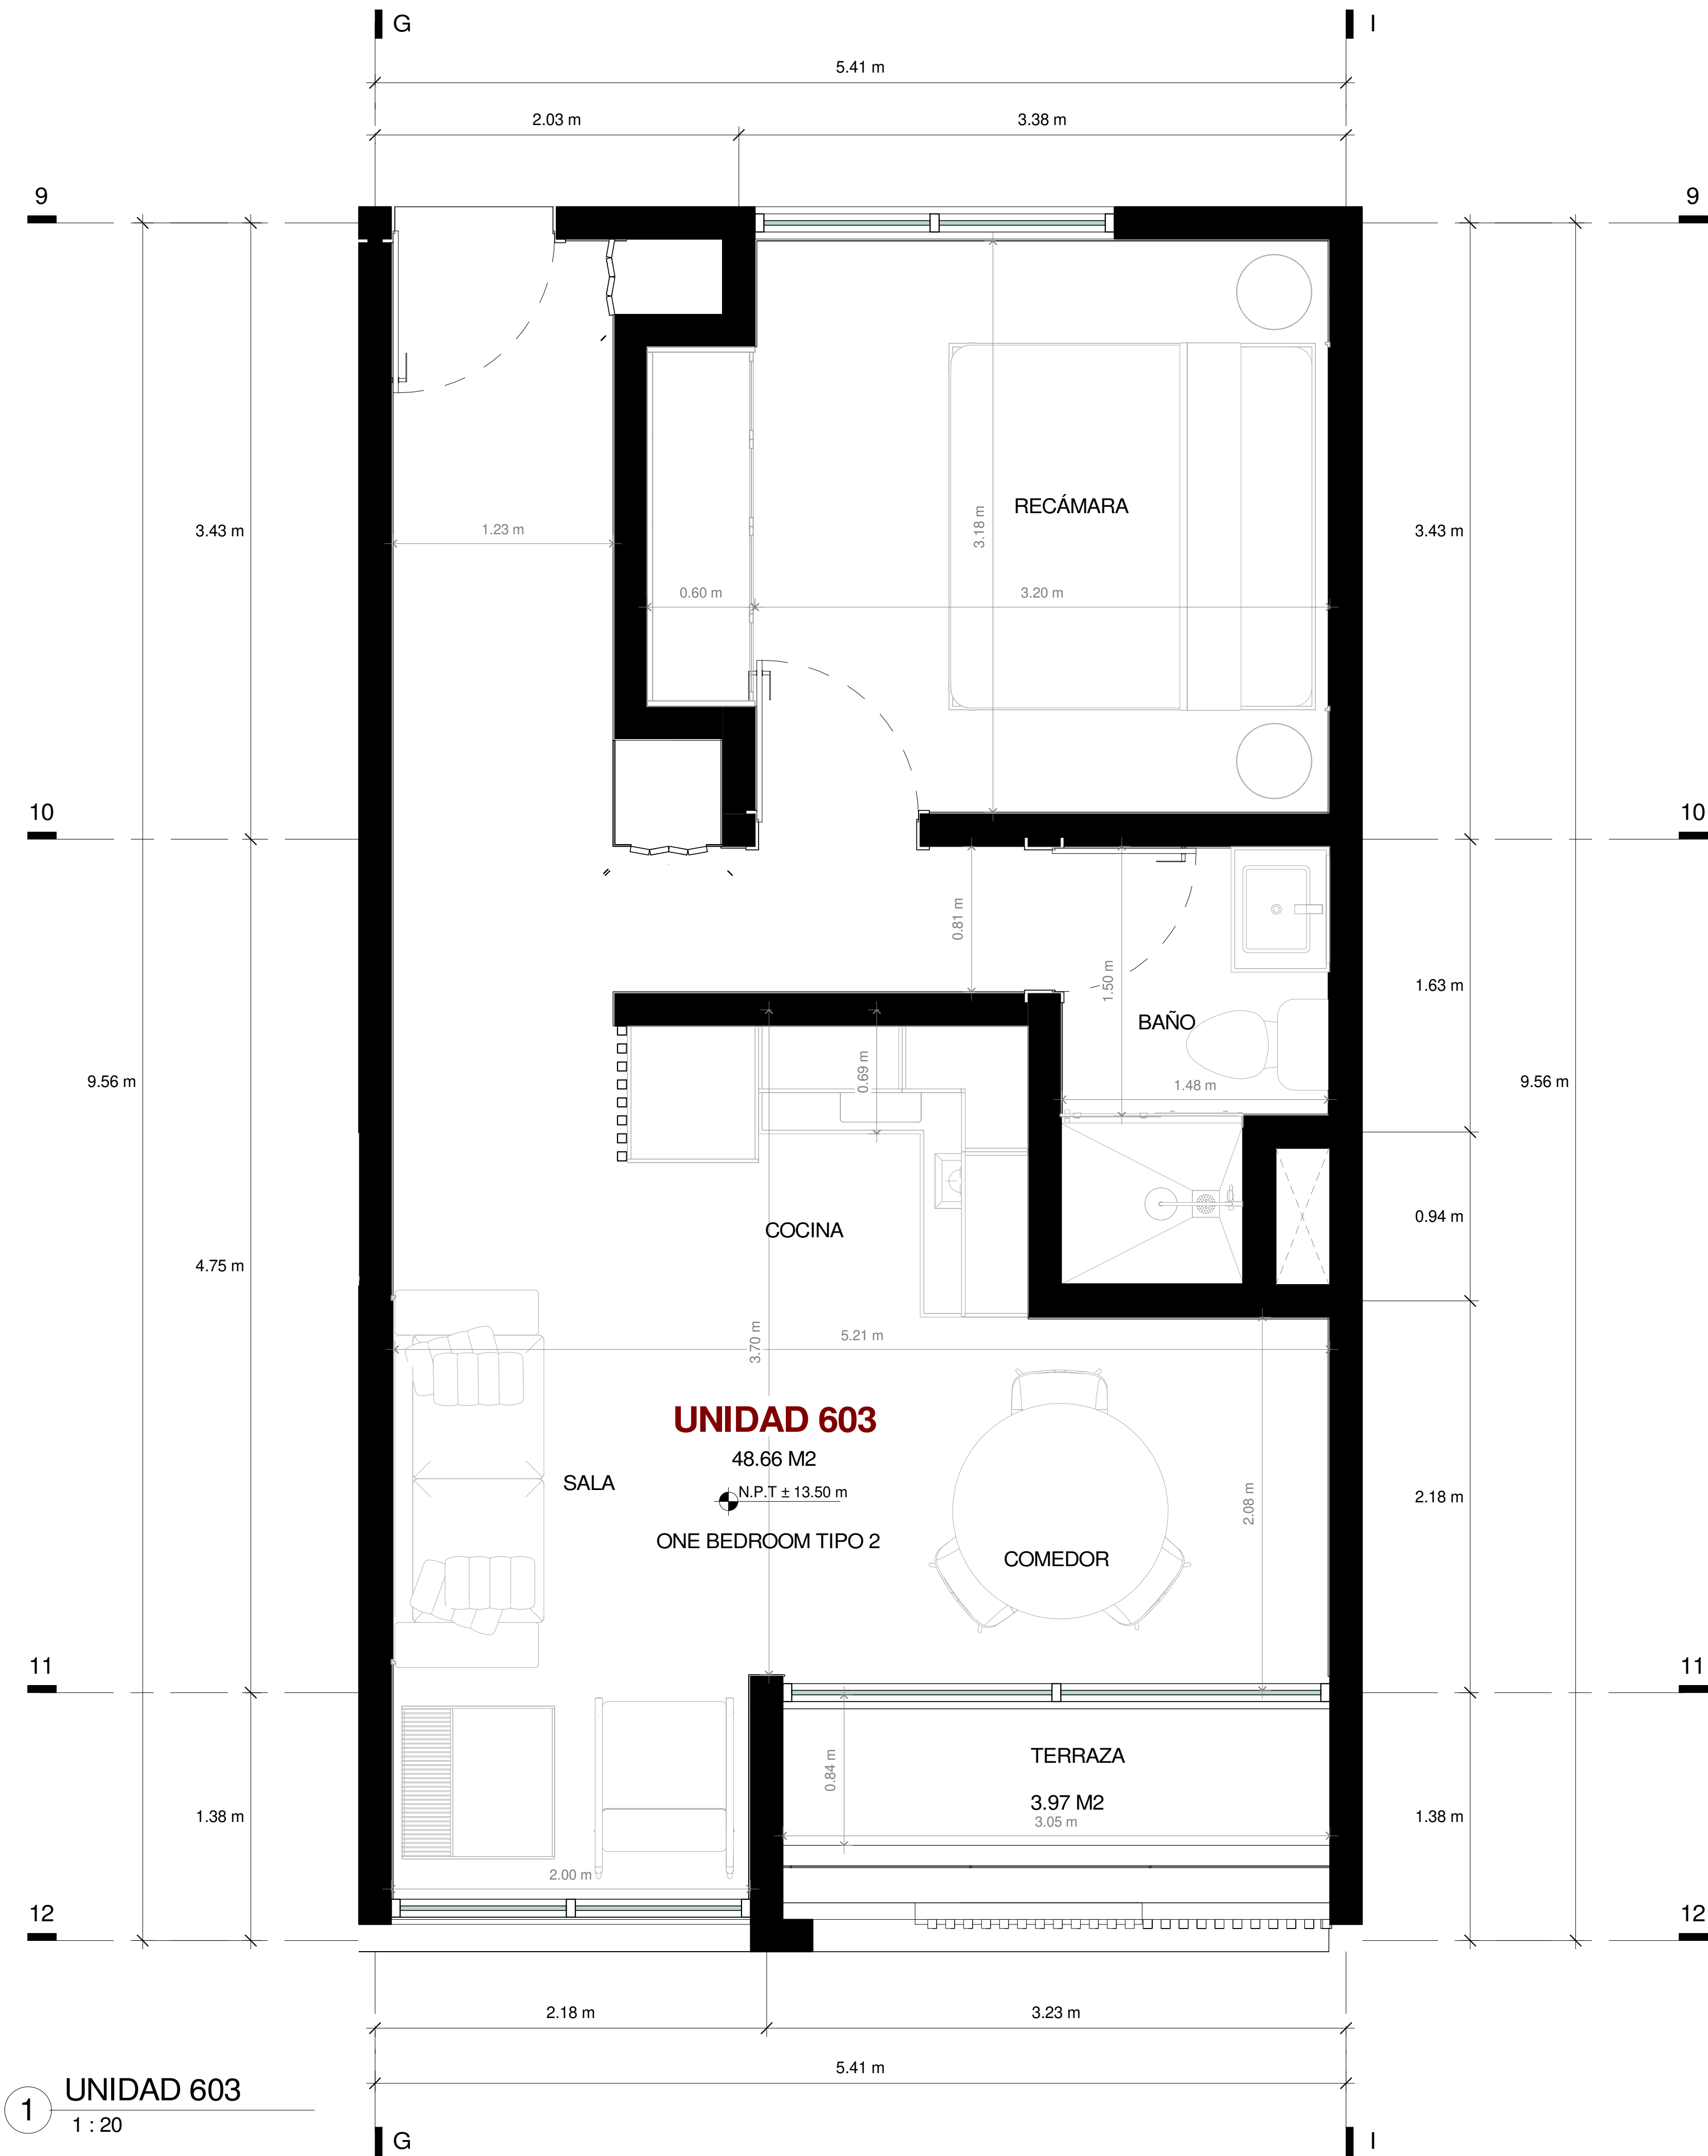 G
I
5.41 m
2.03 m
3.38 m
9
9
3.43 m
RECÁMARA
3.18 m
3.43 m
1.23 m
0.60 m
3.20 m
10
10
0.81 m
1.50 m
1.63 m
BAÑO
9.56 m
0.69 m
1.48 m
9.56 m
COCINA
0.94 m
4.75 m
3.70 m
5.21 m
UNIDAD 603
48.66 M2
SALA
N.P.T ± 13.50 m
2.08 m
2.18 m
ONE BEDROOM TIPO 2
COMEDOR
11
11
TERRAZA
0.84 m
3.97 M2
1.38 m
3.05 m
1.38 m
2.00 m
12
12
2.18 m
3.23 m
5.41 m
1
UNIDAD 603
1 : 20
G
I